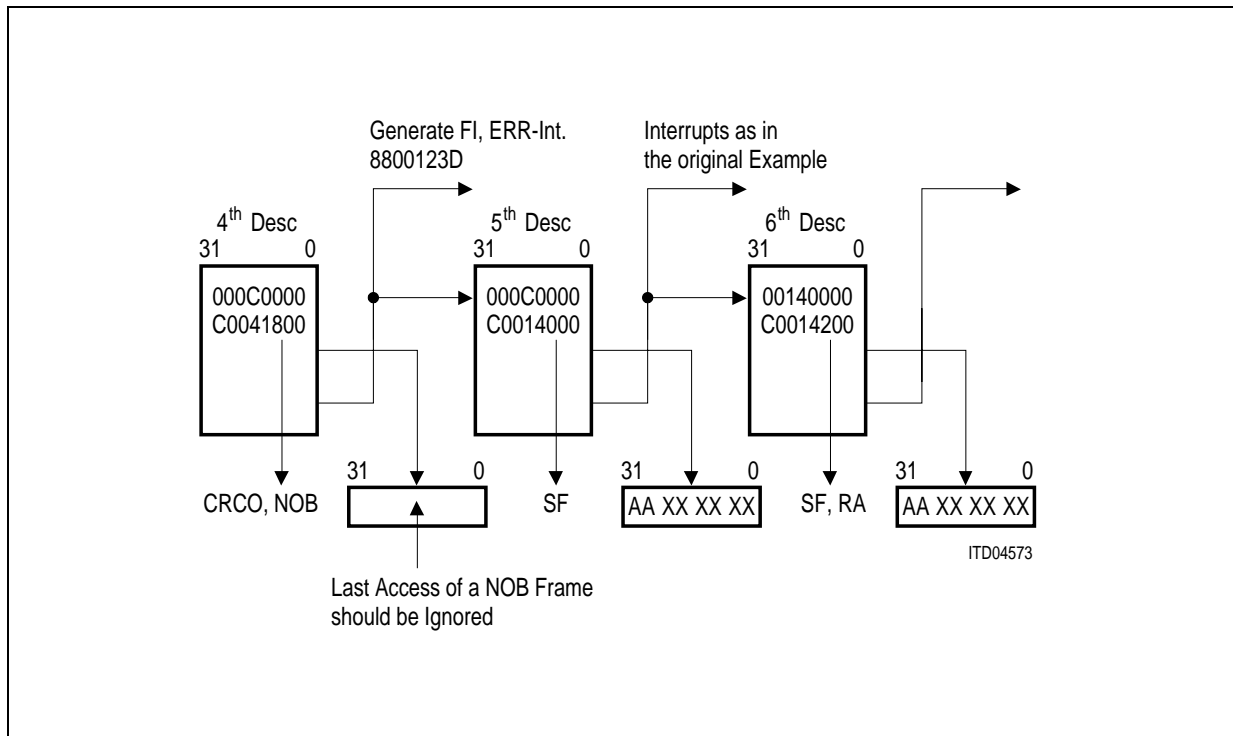 Generate FI, ERR-Int.
8800123D
Interrupts as in
the original Example
4th Desc
31 0
000C0000
C0041800
5th Desc
31 0
000C0000
C0014000
6th Desc
31 0
00140000
C0014200
CRCO, NOB
31 0
SF
31 0
AA XX XX XX
SF, RA
31 0
AA XX XX XX
ITD04573
Last Access of a NOB Frame
should be Ignored